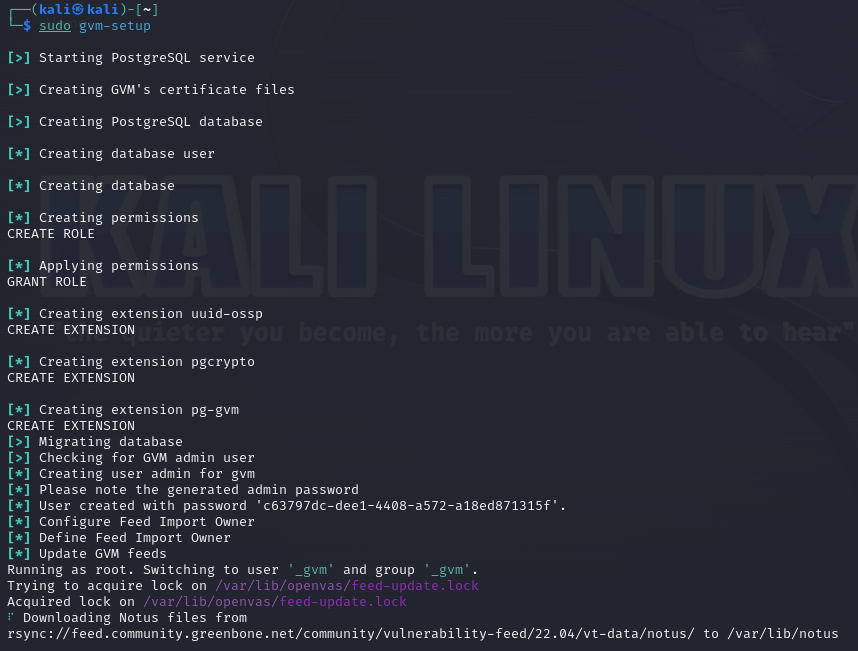 ┌──(kali㉿kali)-[~]
└─$ sudo gvm-setup
[>] Starting PostgreSQL service
[>] Creating GVM's certificate files
[>] Creating PostgreSQL database
[*] Creating database user
[*] Creating database
[*] Creating permissions
CREATE ROLE
[*] Applying permissions
GRANT ROLE
[*] Creating extension uuid-ossp
CREATE EXTENSION
[*] Creating extension pgcrypto
CREATE EXTENSION
[*] Creating extension pg-gvm
CREATE EXTENSION
[>] Migrating database
[>] Checking for GVM admin user
[*] Creating user admin for gvm
[*] Please note the generated admin password
[*] User created with password 'c63797dc-dee1-4408-a572-a18ed871315f'.
[*] Configure Feed Import Owner
[*] Define Feed Import Owner
[*] Update GVM feeds
Running as root. Switching to user '_gvm' and group '_gvm'.
Trying to acquire lock on /var/lib/openvas/feed-update.lock
Acquired lock on /var/lib/openvas/feed-update.lock
⠏ Downloading Notus files from
rsync://feed.community.greenbone.net/community/vulnerability-feed/22.04/vt-data/notus/ to /var/lib/notus
KALI LINUX
"the quieter you become, the more you are able to hear"